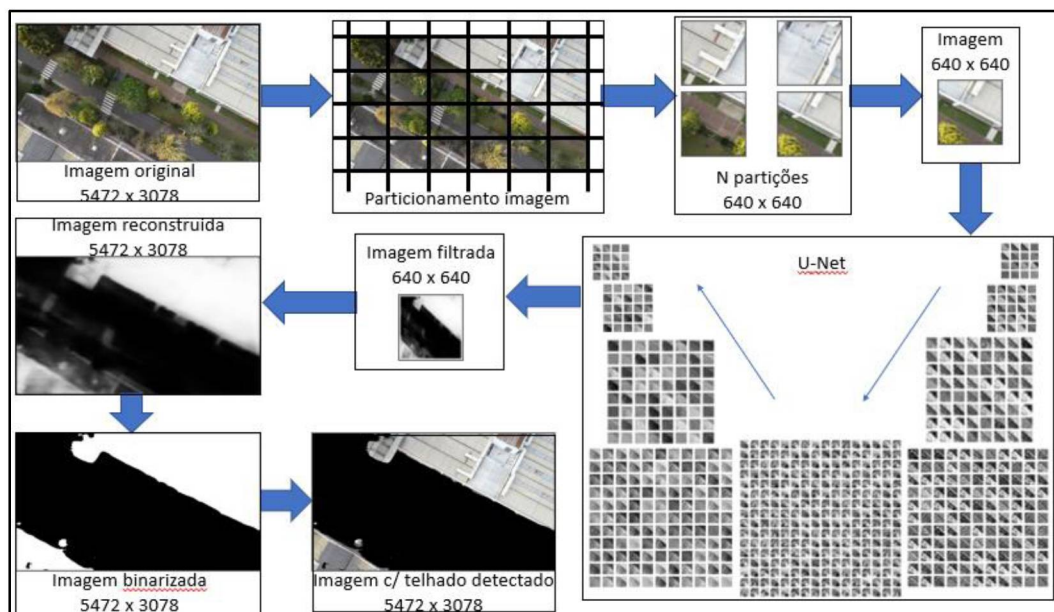 Imagem original
5472 x 3078
Particionamento imagem
N partições
640 x 640
Imagem
640 x 640
U-Net
Imagem filtrada
640 x 640
Imagem reconstruida
5472 x 3078
Imagem binarizada
5472 x 3078
Imagem c/ telhado detectado
5472 x 3078